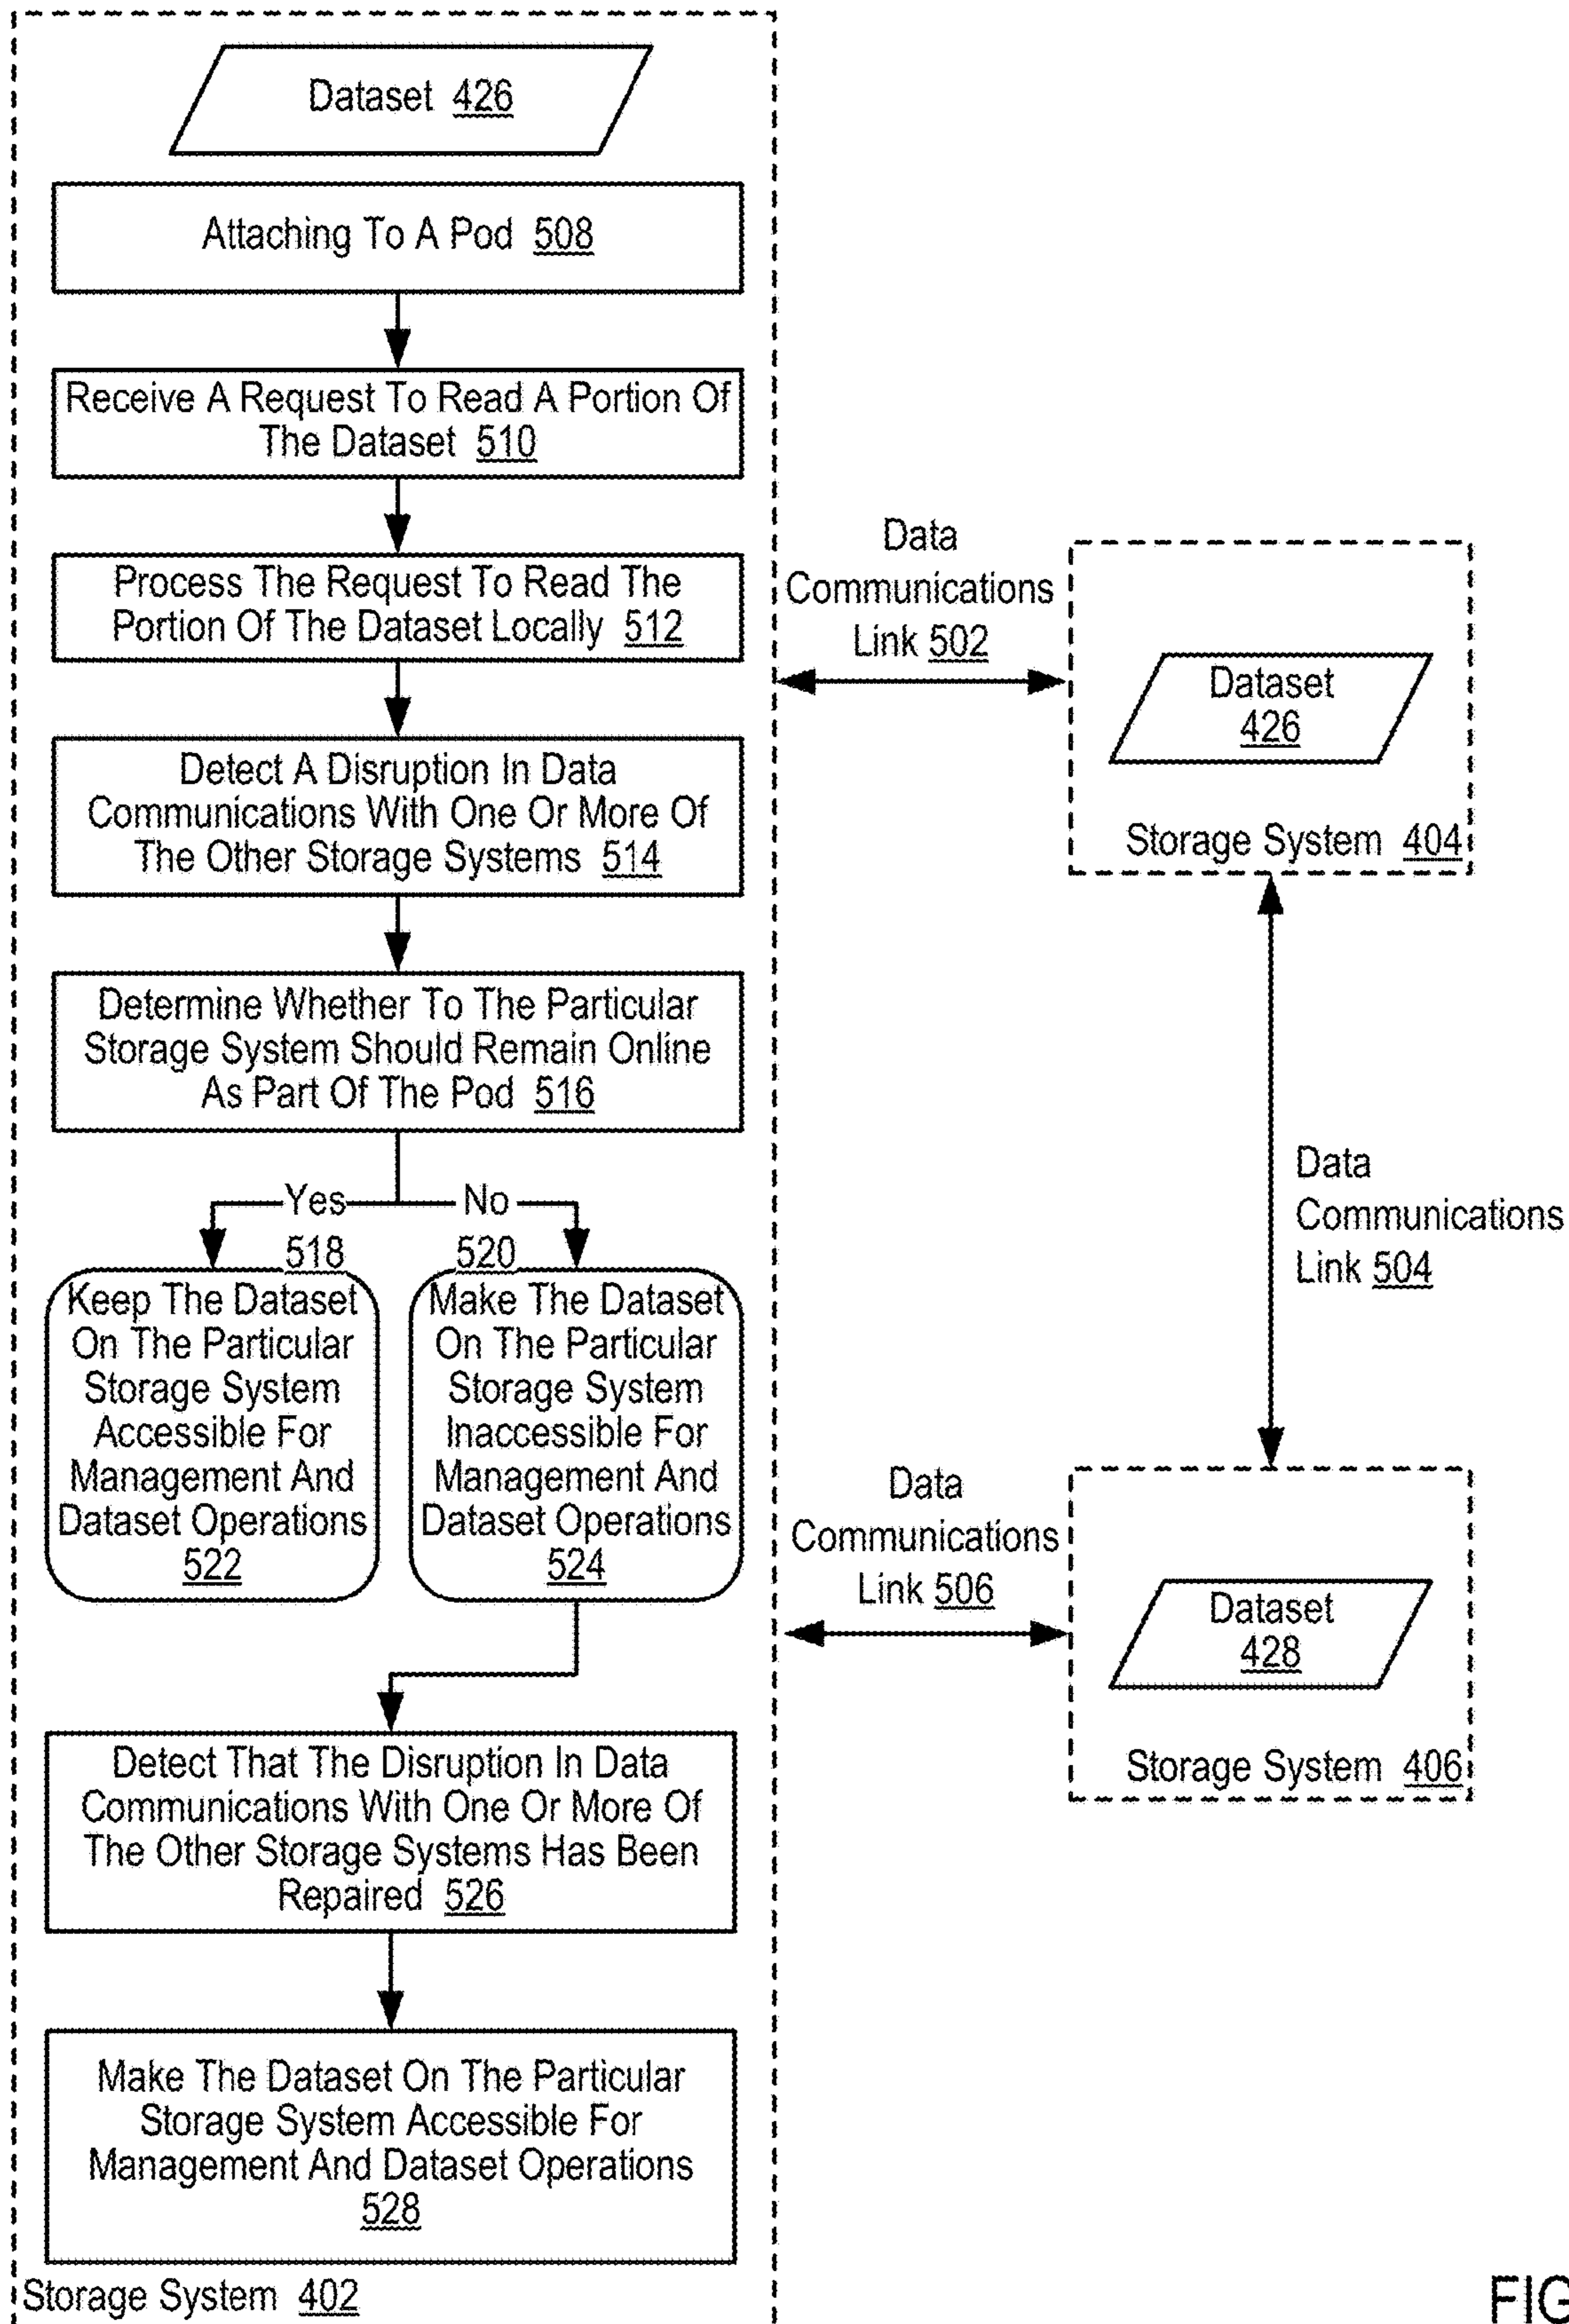 Dataset 426
Attaching To A Pod 508
Receive A Request To Read A Portion Of
The Dataset 510
Process The Request To Read The
Portion Of The Dataset Locally 512
Detect A Disruption In Data
Communications With One Or More Of
The Other Storage Systems 514
Determine Whether To The Particular
Storage System Should Remain Online
As Part Of The Pod 516
Yes
No
518
520
Keep The Dataset
On The Particular
Storage System
Accessible For
Management And
Dataset Operations
522
Make The Dataset
On The Particular
Storage System
Inaccessible For
Management And
Dataset Operations
524
Detect That The Disruption In Data
Communications With One Or More Of
The Other Storage Systems Has Been
Repaired 526
Make The Dataset On The Particular
Storage System Accessible For
Management And Dataset Operations
528
Storage System 402
Data
Communications
Link 502
Dataset
426
Storage System 404
Data
Communications
Link 504
Data
Communications
Link 506
Dataset
428
Storage System 406
FIG